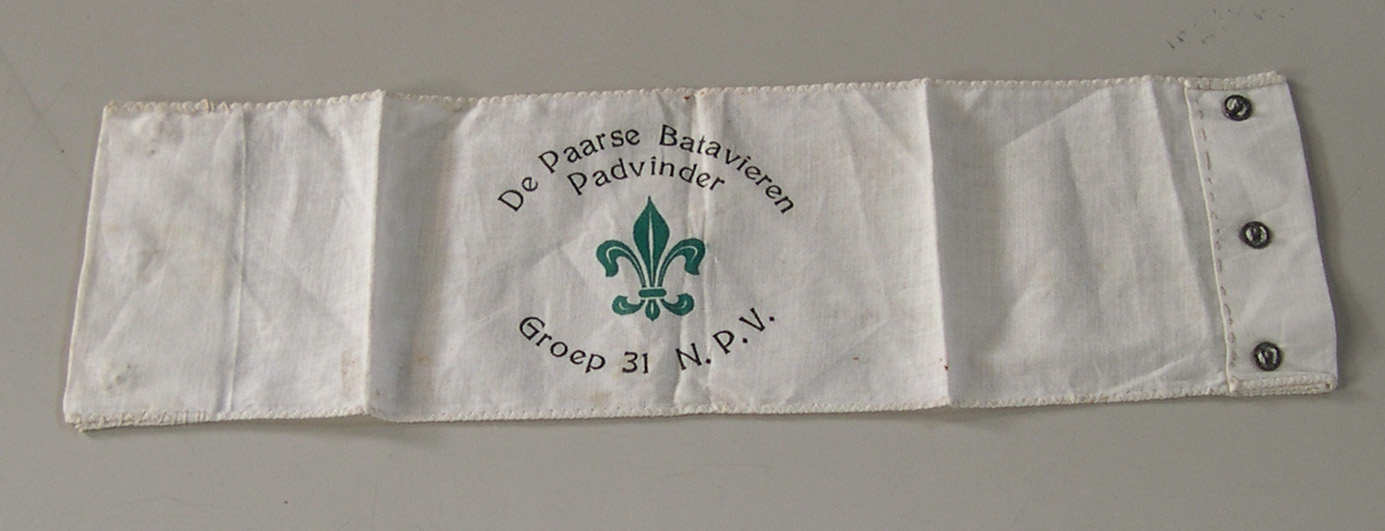 De Paarse Batavieren
Padvinder
Groep 31 N.P.V.